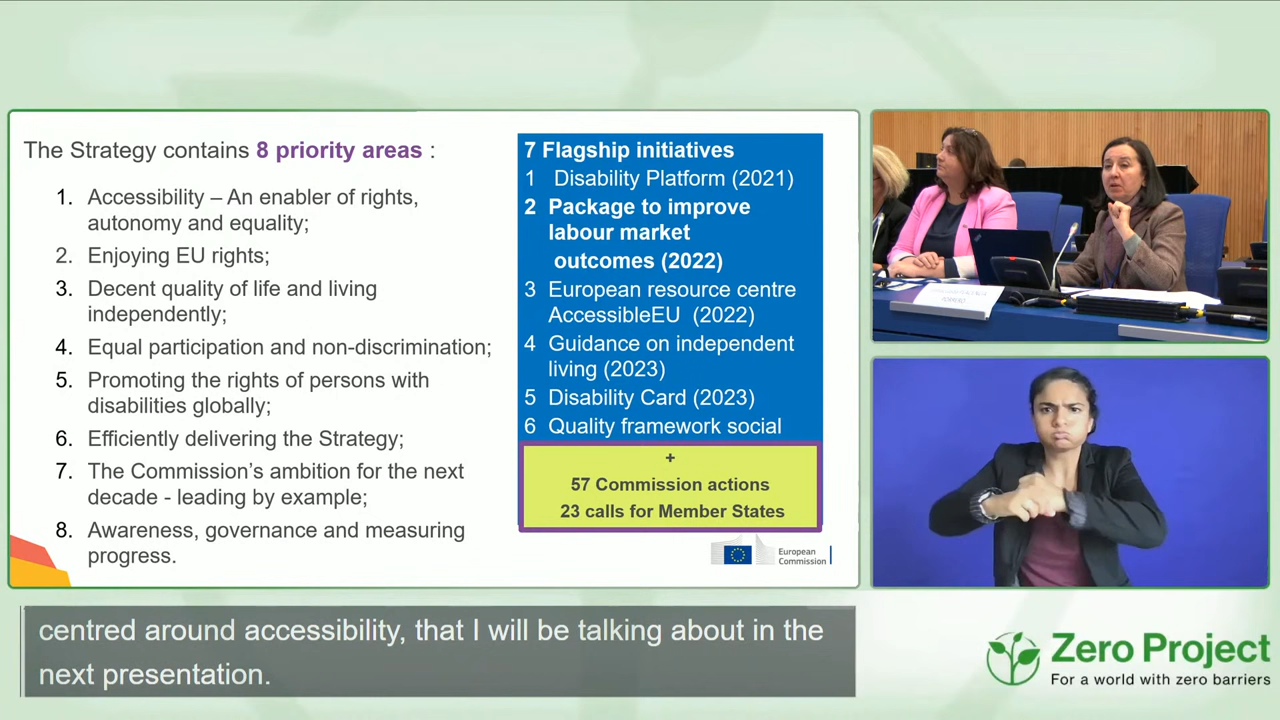 The Strategy contains 8 priority areas :
1. Accessibility – An enabler of rights,
autonomy and equality;
2. Enjoying EU rights;
3. Decent quality of life and living
independently;
4. Equal participation and non-discrimination;
5. Promoting the rights of persons with
disabilities globally;
6. Efficiently delivering the Strategy;
7. The Commission's ambition for the next
decade - leading by example;
8. Awareness, governance and measuring
progress.
7 Flagship initiatives
1 Disability Platform (2021)
2 Package to improve
labour market
outcomes (2022)
3 European resource centre
AccessibleEU (2022)
4 Guidance on independent
living (2023)
5 Disability Card (2023)
6 Quality framework social
+
57 Commission actions
23 calls for Member States
European
Commission
centred around accessibility, that I will be talking about in the
next presentation.
Zero Project
For a world with zero barriers